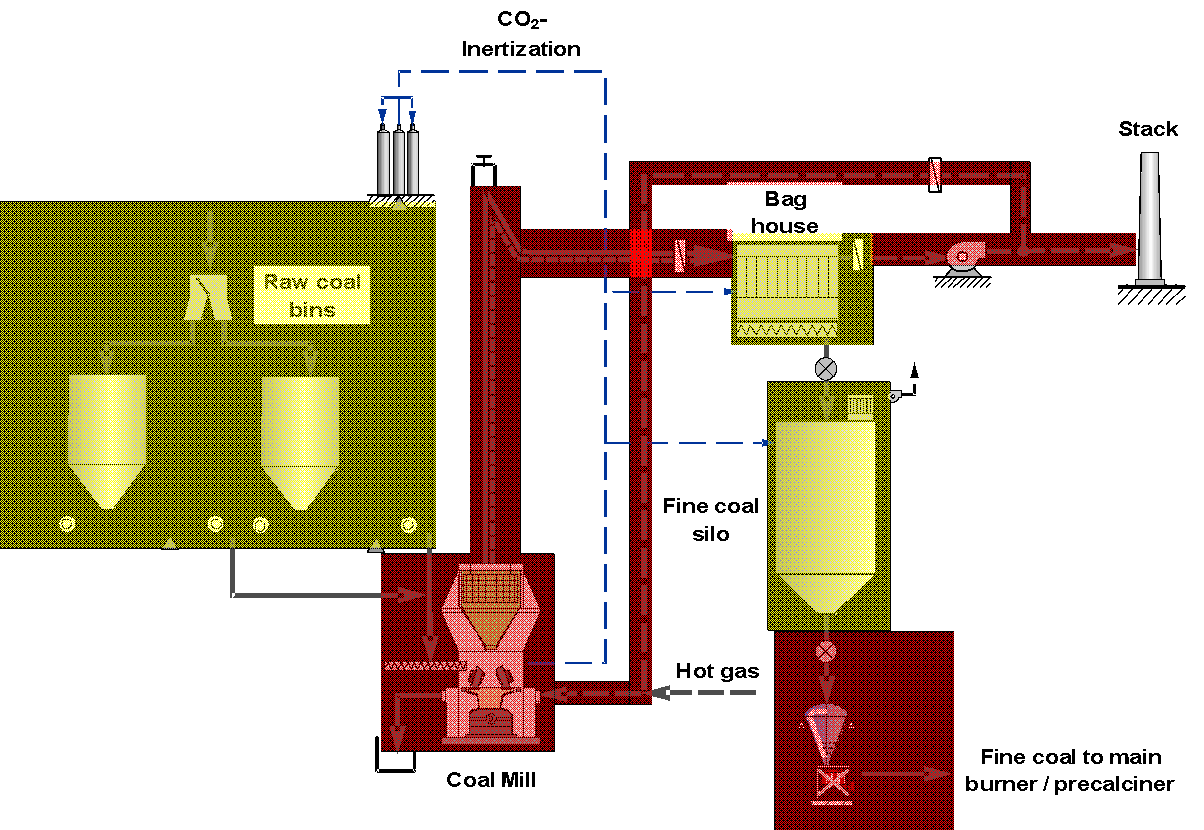 CO₂-
Inertization
Stack
Bag
house
Raw coal
bins
Fine coal
silo
Hot gas
Coal Mill
Fine coal to main
burner / precalciner